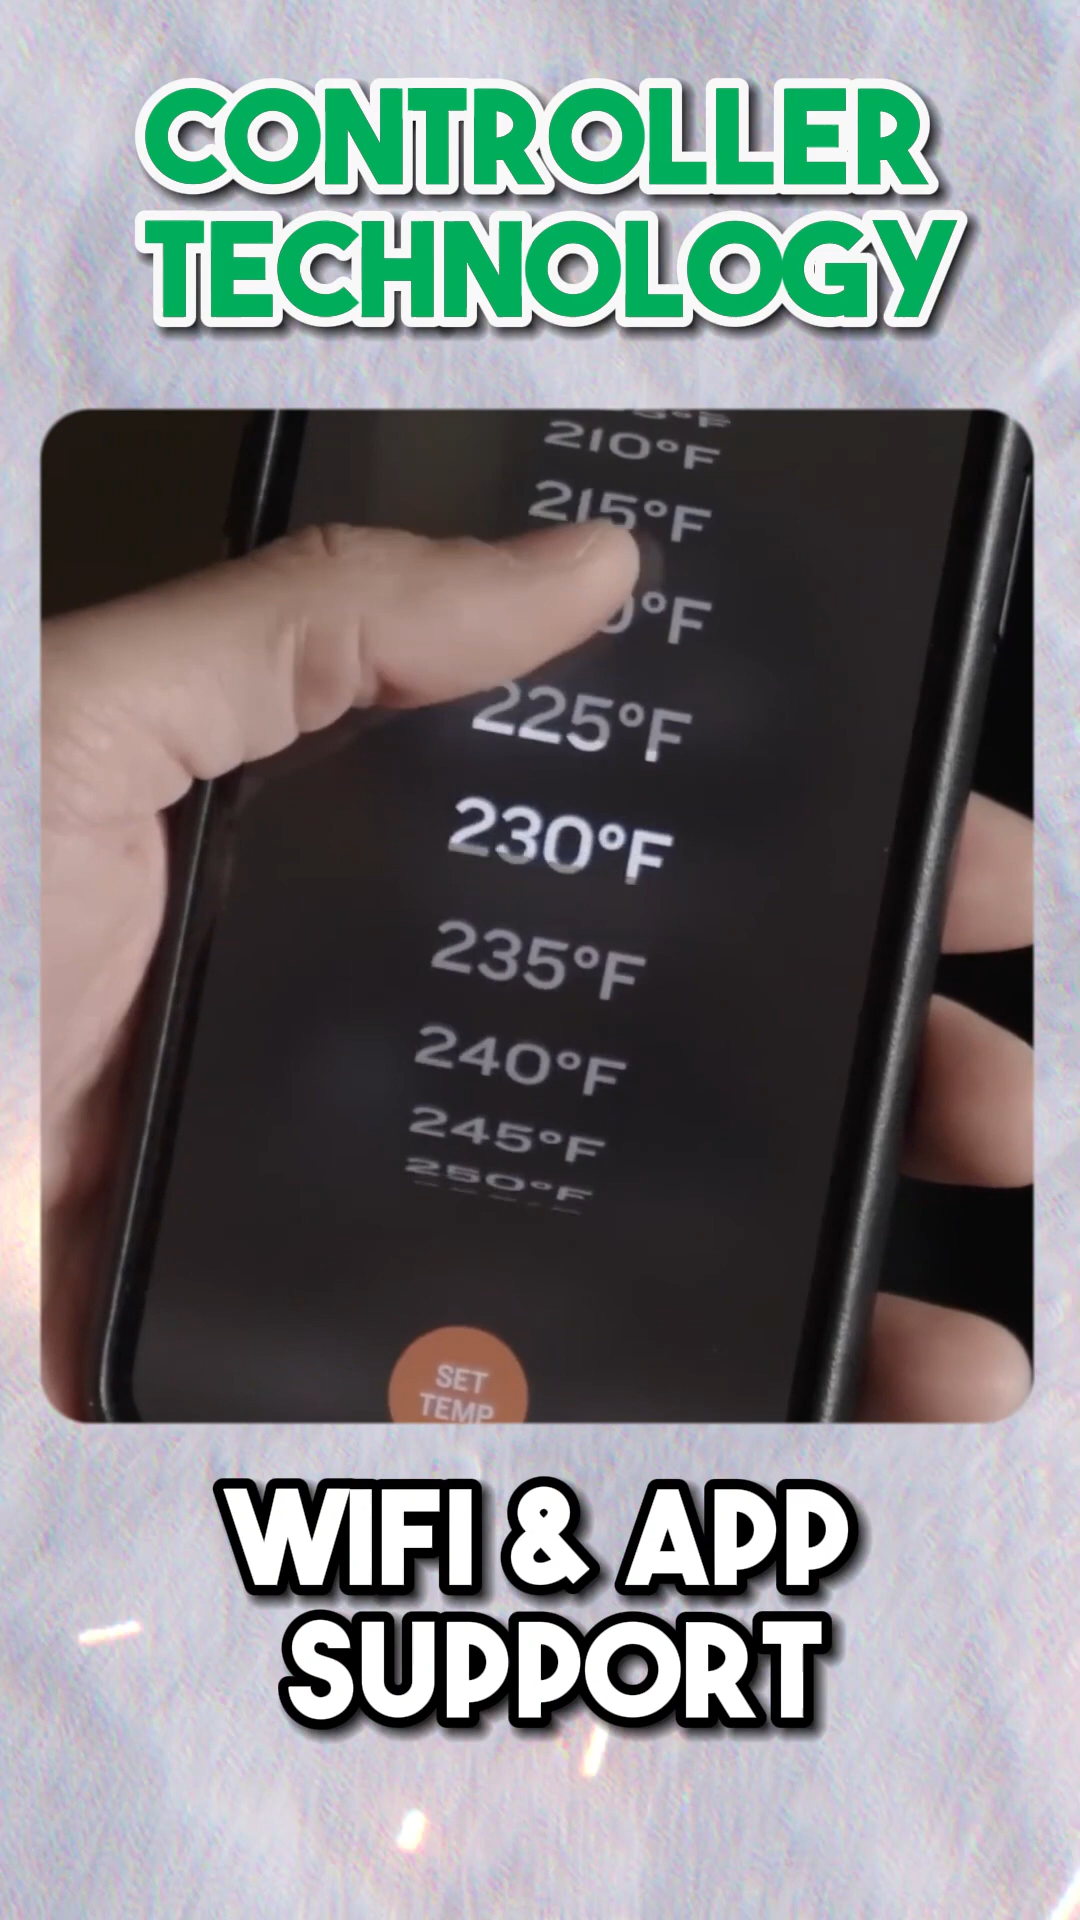 CONTROLLER
TECHNOLOGY
210°F
215°F
225°F
230°F
235°F
240°F
245°F
250°F
SET
TEMP
WIFI & APP
SUPPORT